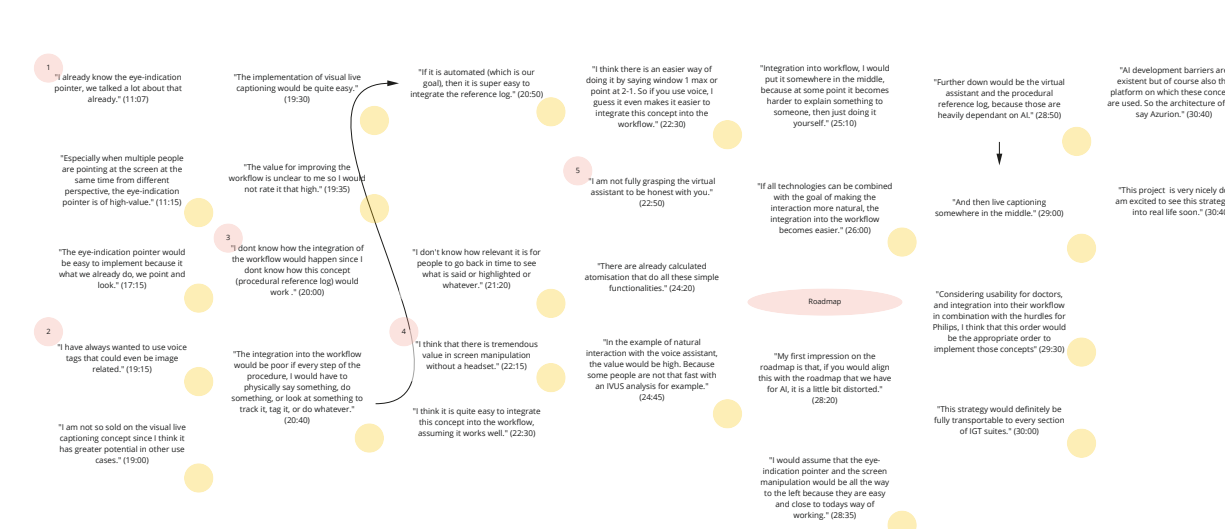 1
"I already know the eye-indication
pointer, we talked a lot about that
already." (11:07)
"Especially when multiple people
are pointing at the screen at the
same time from different
perspective, the eye-indication
pointer is of high-value." (11:15)
"The eye-indication pointer would
be easy to implement because it
what we already do, we point and
look." (17:15)
2
"I have always wanted to use voice
tags that could even be image
related." (19:15)
"I am not so sold on the visual live
captioning concept since I think it
has greater potential in other use
cases." (19:00)
"The implementation of visual live
captioning would be quite easy."
(19:30)
"The value for improving the
workflow is unclear to me so I would
not rate it that high." (19:35)
3
"I dont know how the integration of
the workflow would happen since I
dont know how this concept
(procedural reference log) would
work ." (20:00)
"The integration into the workflow
would be poor if every step of the
procedure, I would have to
physically say something, do
something, or look at something to
track it, tag it, or do whatever."
(20:40)
"If it is automated (which is our
goal), then it is super easy to
integrate the reference log." (20:50)
"I don't know how relevant it is for
people to go back in time to see
what is said or highlighted or
whatever." (21:20)
4
"I think that there is tremendous
value in screen manipulation
without a headset." (22:15)
"I think it is quite easy to integrate
this concept into the workflow,
assuming it works well." (22:30)
"I think there is an easier way of
doing it by saying window 1 max or
point at 2-1. So if you use voice, I
guess it even makes it easier to
integrate this concept into the
workflow." (22:30)
5
"I am not fully grasping the virtual
assistant to be honest with you."
(22:50)
"There are already calculated
atomisation that do all these simple
functionalities." (24:20)
"In the example of natural
interaction with the voice assistant,
the value would be high. Because
some people are not that fast with
an IVUS analysis for example."
(24:45)
"Integration into workflow, I would
put it somewhere in the middle,
because at some point it becomes
harder to explain something to
someone, then just doing it
yourself." (25:10)
"If all technologies can be combined
with the goal of making the
interaction more natural, the
integration into the workflow
becomes easier." (26:00)
Roadmap
"My first impression on the
roadmap is that, if you would align
this with the roadmap that we have
for AI, it is a little bit distorted."
(28:20)
"I would assume that the eye-
indication pointer and the screen
manipulation would be all the way
to the left because they are easy
and close to todays way of
working." (28:35)
"Further down would be the virtual
assistant and the procedural
reference log, because those are
heavily dependant on AI." (28:50)
"And then live captioning
somewhere in the middle." (29:00)
"Considering usability for doctors,
and integration into their workflow
in combination with the hurdles for
Philips, I think that this order would
be the appropriate order to
implement those concepts" (29:30)
"This strategy would definitely be
fully transportable to every section
of IGT suites." (30:00)
"AI development barriers are
existent but of course also
platform on which these
are used. So the architecture of
say Azurion." (30:40)
"This project is very nicely
am excited to see this
into real life soon."